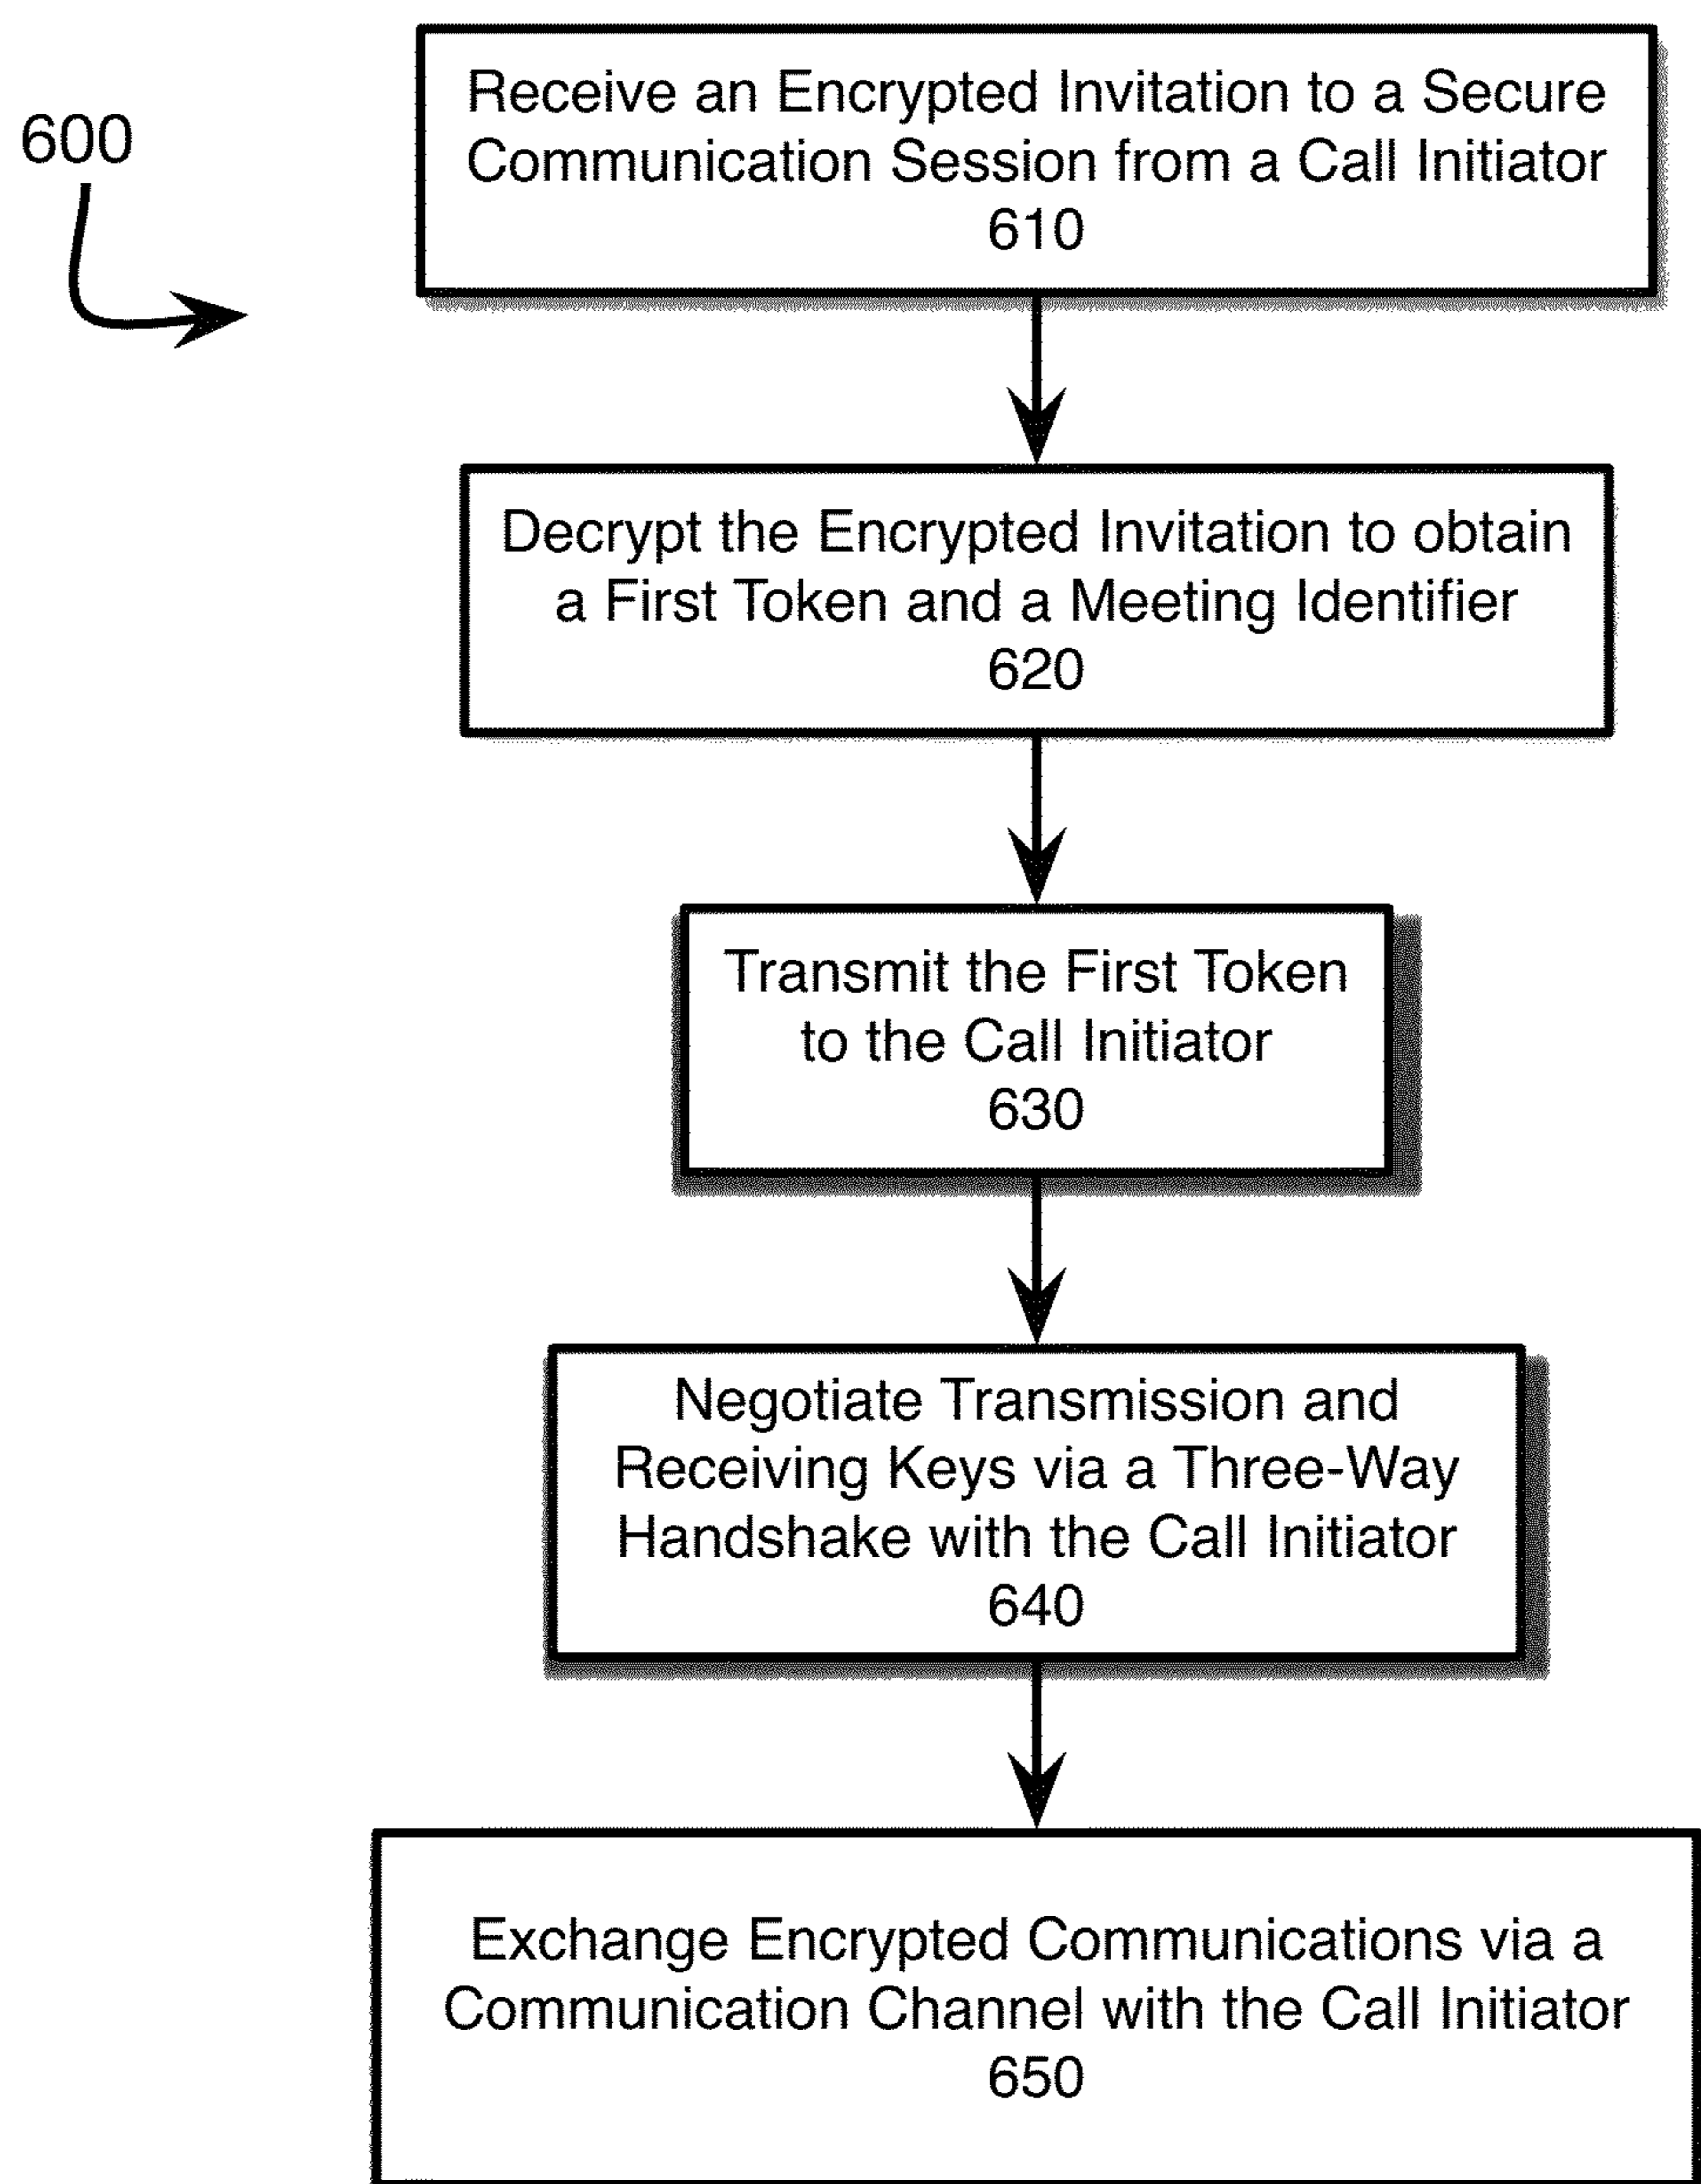 600
Receive an Encrypted Invitation to a Secure
Communication Session from a Call Initiator
610
Decrypt the Encrypted Invitation to obtain
a First Token and a Meeting Identifier
620
Transmit the First Token
to the Call Initiator
630
Negotiate Transmission and
Receiving Keys via a Three-Way
Handshake with the Call Initiator
640
Exchange Encrypted Communications via a
Communication Channel with the Call Initiator
650